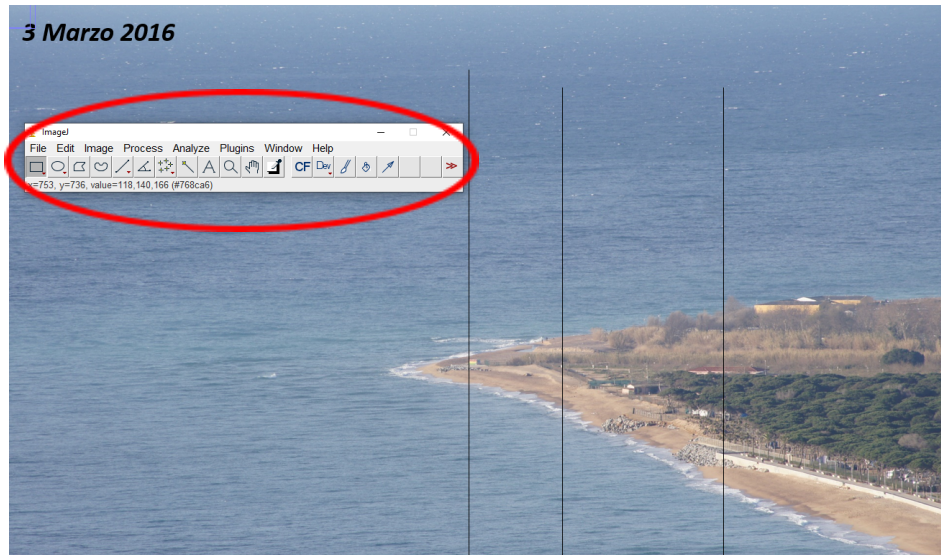 3 Marzo 2016
ImageJ
File Edit Image Process Analyze Plugins Window Help
CF Dev
x=753, y=736, value=118,140,166 (#768ca6)